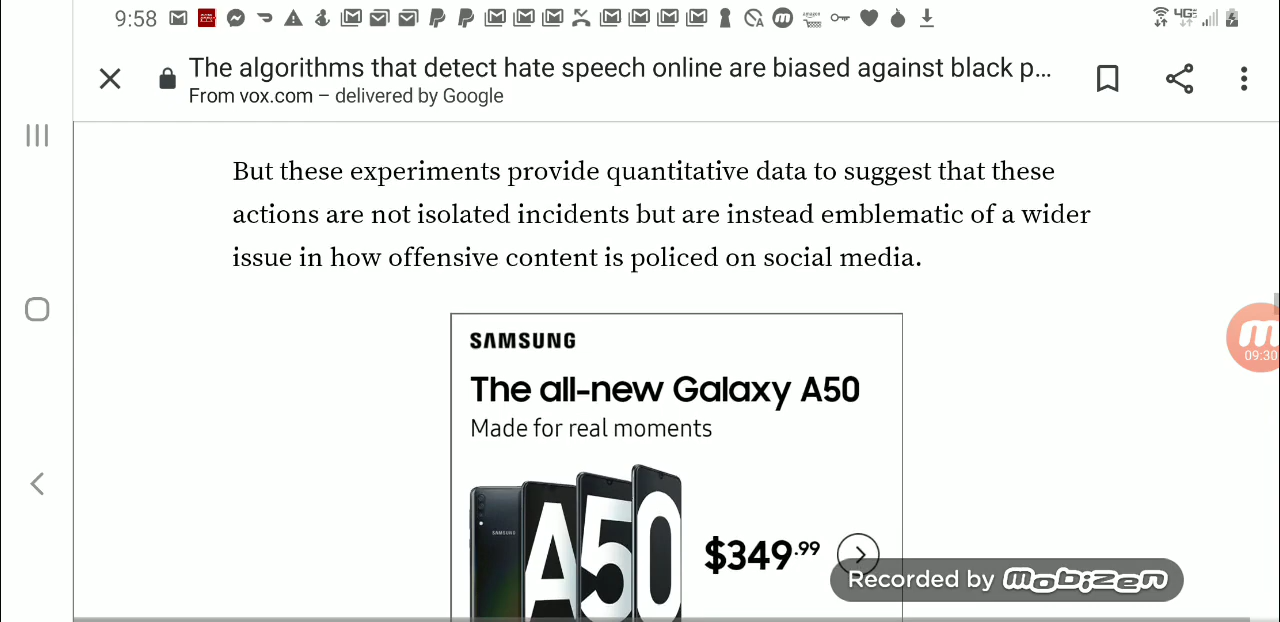 9:58
4GE
The algorithms that detect hate speech online are biased against black p...
From vox.com – delivered by Google
But these experiments provide quantitative data to suggest that these
actions are not isolated incidents but are instead emblematic of a wider
issue in how offensive content is policed on social media.
SAMSUNG
The all-new Galaxy A50
Made for real moments
SAMSUNG
A50
$349.99
m
09:30
Recorded by mobizen